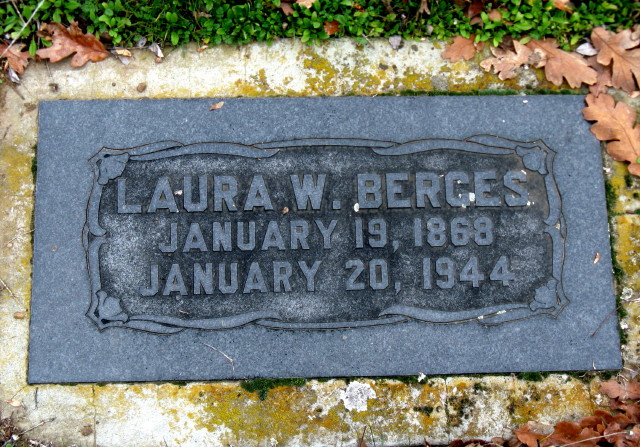 LAURA W. BERGES
JANUARY 19, 1868
JANUARY 20, 1944